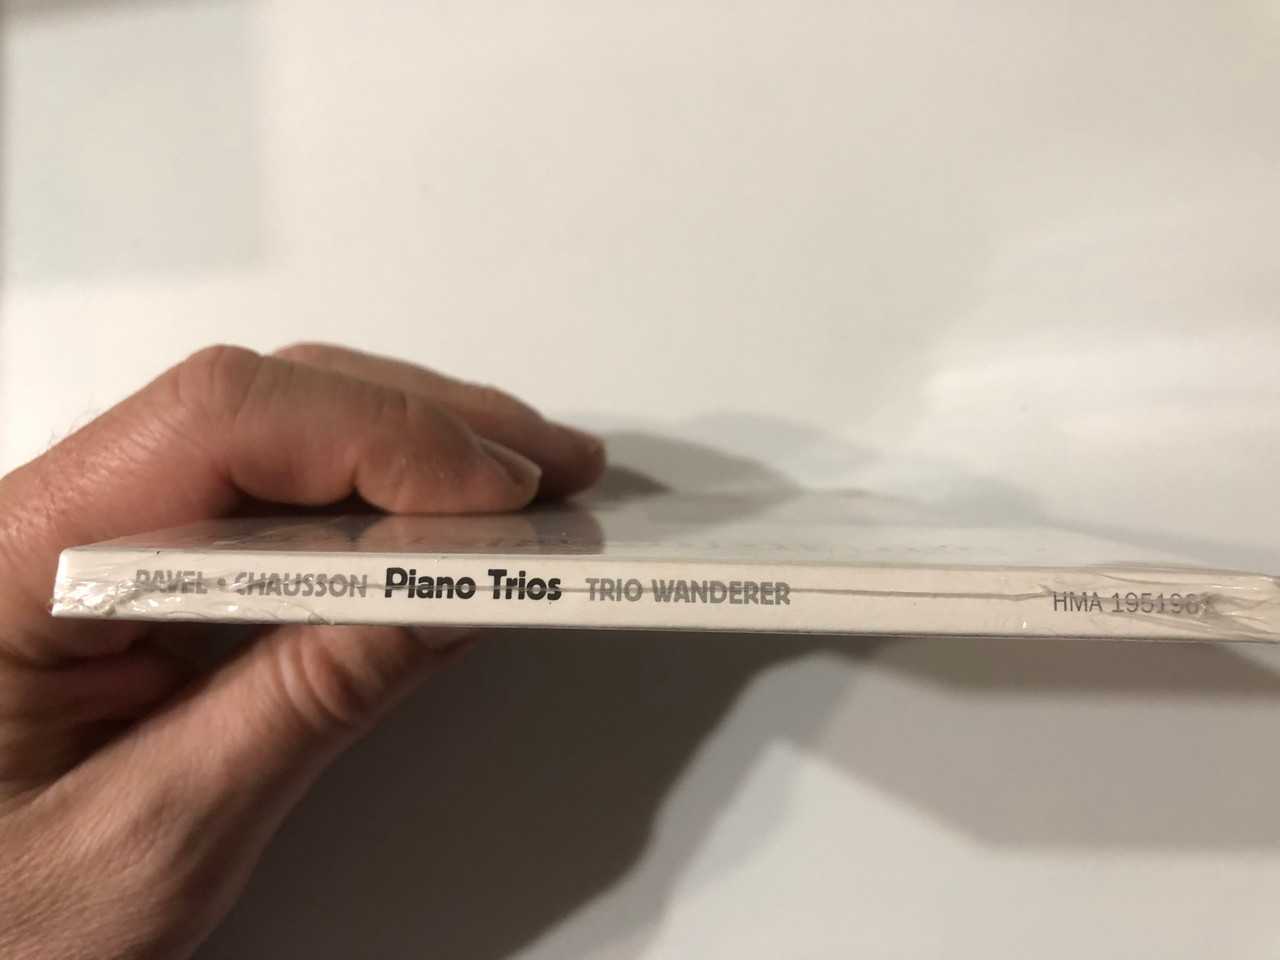 RAVEL • CHAUSSON Piano Trios TRIO WANDERER HMA 1951967